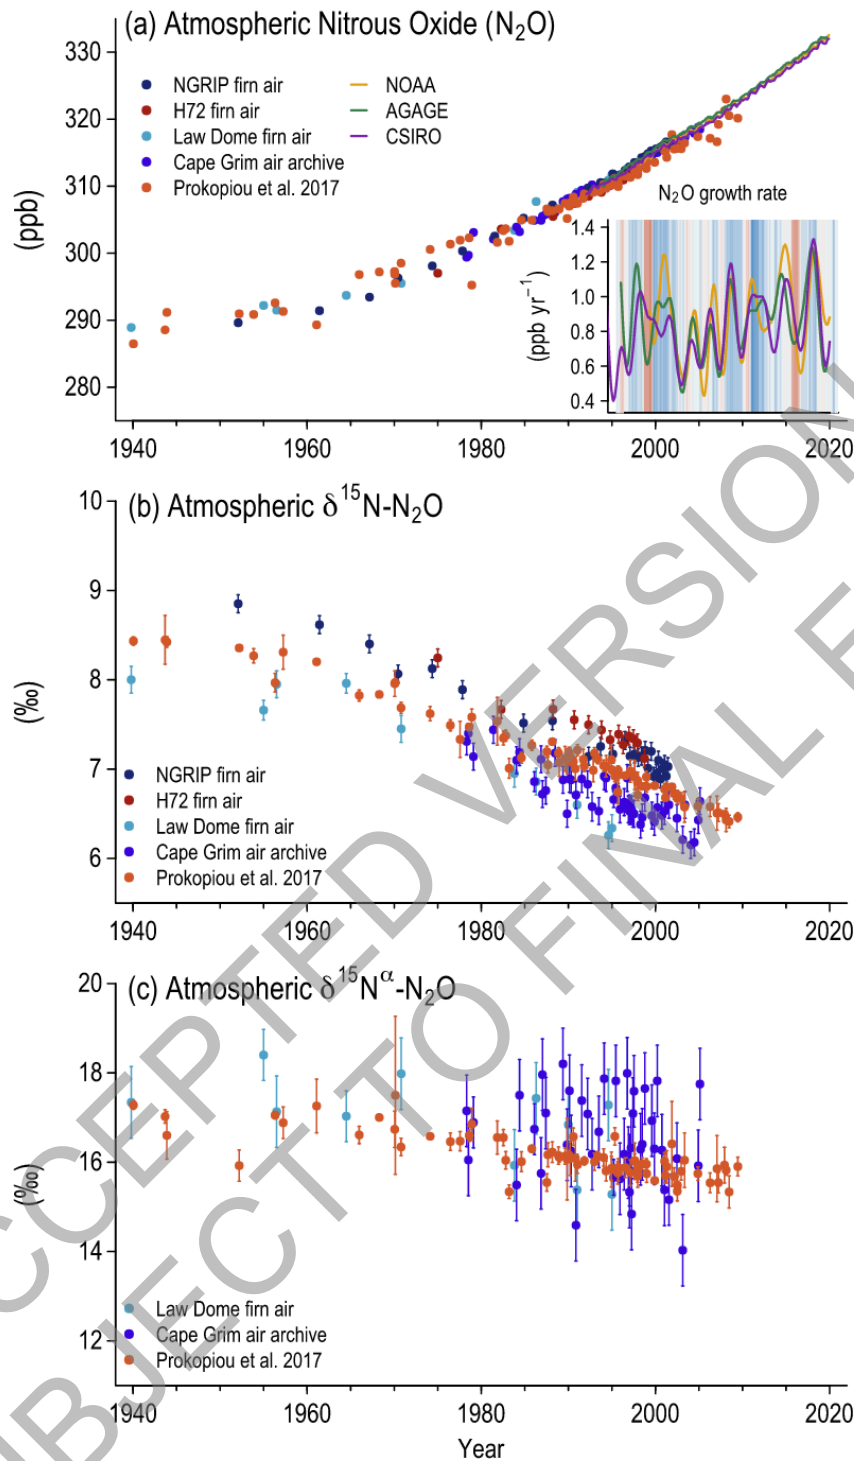 (a) Atmospheric Nitrous Oxide (N₂O)
330
320
310
300
290
280
(ppb)
NGRIP firn air
H72 firn air
Law Dome firn air
Cape Grim air archive
Prokopiou et al. 2017
NOAA
AGAGE
CSIRO
N₂O growth rate
1.4
1.2
1.0
0.8
0.6
0.4
(ppb yr⁻¹)
1940 1960 1980 2000 2020
(b) Atmospheric δ¹⁵N-N₂O
10
9
8
7
6
(‰)
NGRIP firn air
H72 firn air
Law Dome firn air
Cape Grim air archive
Prokopiou et al. 2017
1940 1960 1980 2000 2020
(c) Atmospheric δ¹⁵Nᵅ-N₂O
20
18
16
14
12
(‰)
Law Dome firn air
Cape Grim air archive
Prokopiou et al. 2017
1940 1960 1980 2000 2020
Year
CCEPTED VERSION
UBJECT TO FINAL E